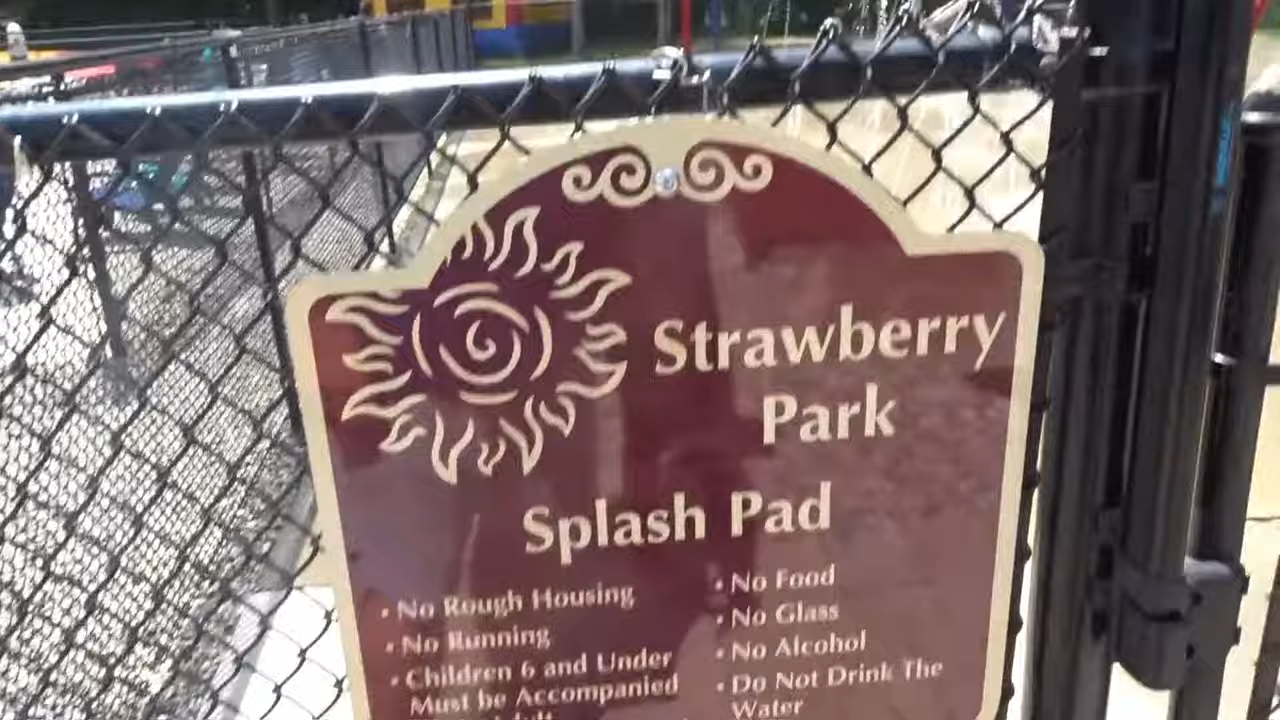 Strawberry
Park
Splash Pad
• No Rough Housing
• No Running
• Children 6 and Under
Must be Accompanied
• No Food
• No Glass
• No Alcohol
• Do Not Drink The
Water